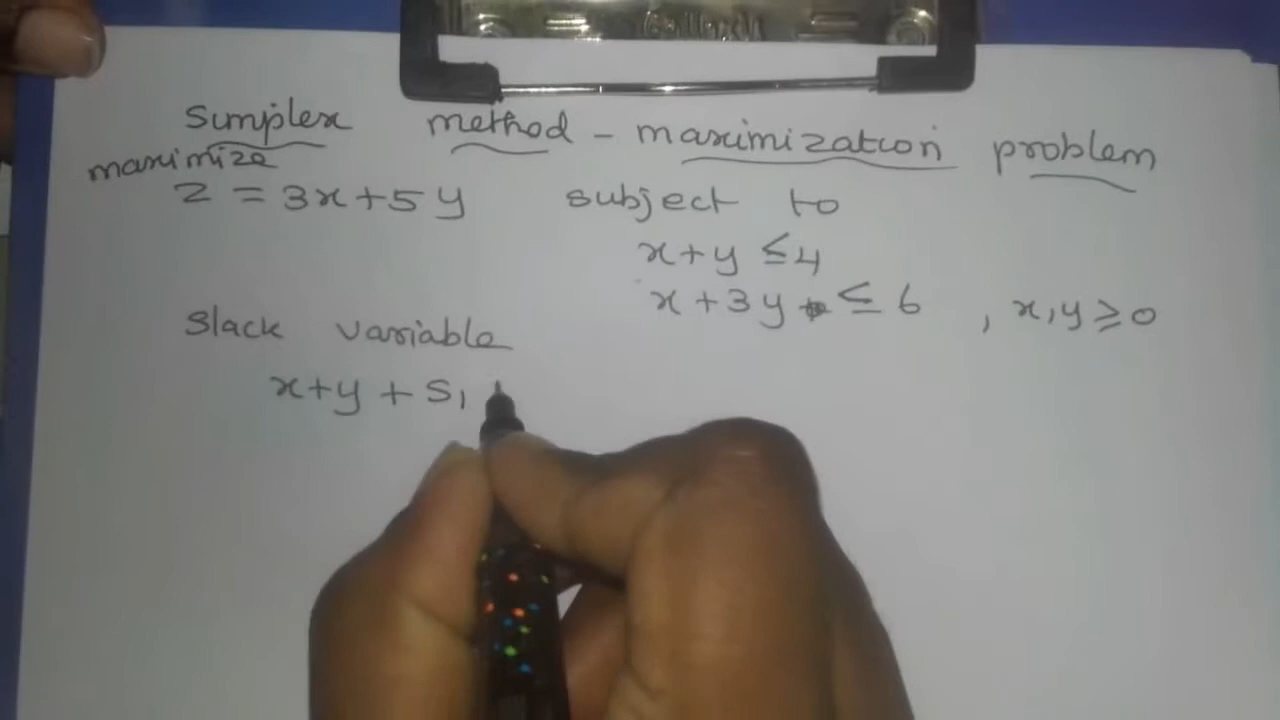 Simplex method - maximization problem
maximize
Z = 3x+5y subject to
x+y ≤4
x+3y ≤ 6 , x,y ≥ 0
Slack variable
x+y + S₁